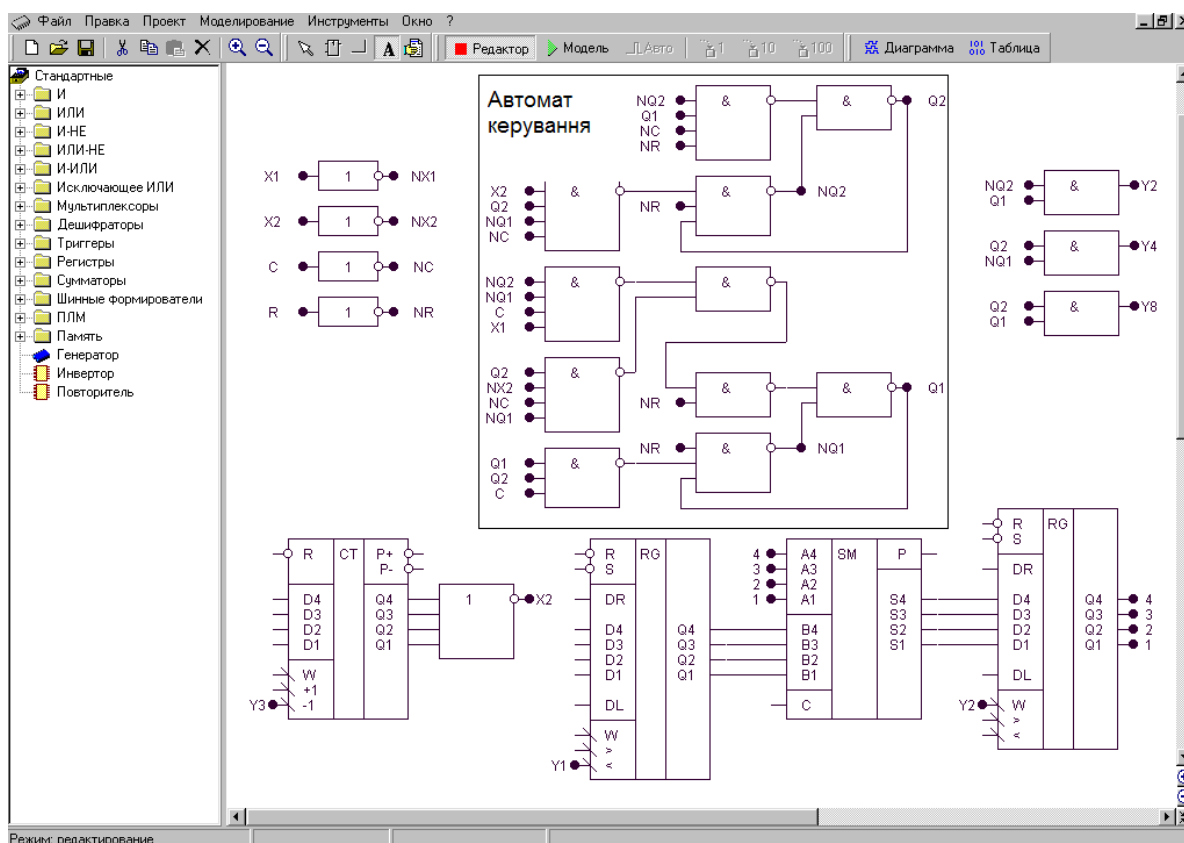 Файл Правка Проект Моделирование Инструменты Окно ?
Редактор Модель Авто 1 10 100 Диаграмма Таблица
Стандартные
И
ИЛИ
И-НЕ
ИЛИ-НЕ
И-ИЛИ
Исключающее ИЛИ
Мультиплексоры
Дешифраторы
Триггеры
Регистры
Сумматоры
Шинные формирователи
ПЛМ
Память
Генератор
Инвертор
Повторитель
Автомат
керування
X1 1 NX1
X2 1 NX2
C 1 NC
R 1 NR
NQ2 & & Q2
Q1
NC
NR
X2 & & NQ2
Q2 NR
NQ1
NC
NQ2 & &
NQ1
C
X1
Q2 & & & Q1
NX2
NC NR
NQ1
Q1 & NR & NQ1
Q2
C
NQ2 & Y2
Q1
Q2 & Y4
NQ1
Q2 & Y8
Q1
R CT P+
P-
D4 Q4 1 X2
D3 Q3
D2 Q2
D1 Q1
W
+1
Y3 -1
R RG
S
DR
D4 Q4
D3 Q3
D2 Q2
D1 Q1
DL
W
>
Y1 <
4 A4 SM P
3 A3
2 A2
1 A1 S4
S3
B4 S2
B3 S1
B2
B1
C
R RG
S
DR
D4 Q4 4
D3 Q3 3
D2 Q2 2
D1 Q1 1
DL
Y2 W
>
<
Режим: редактирование